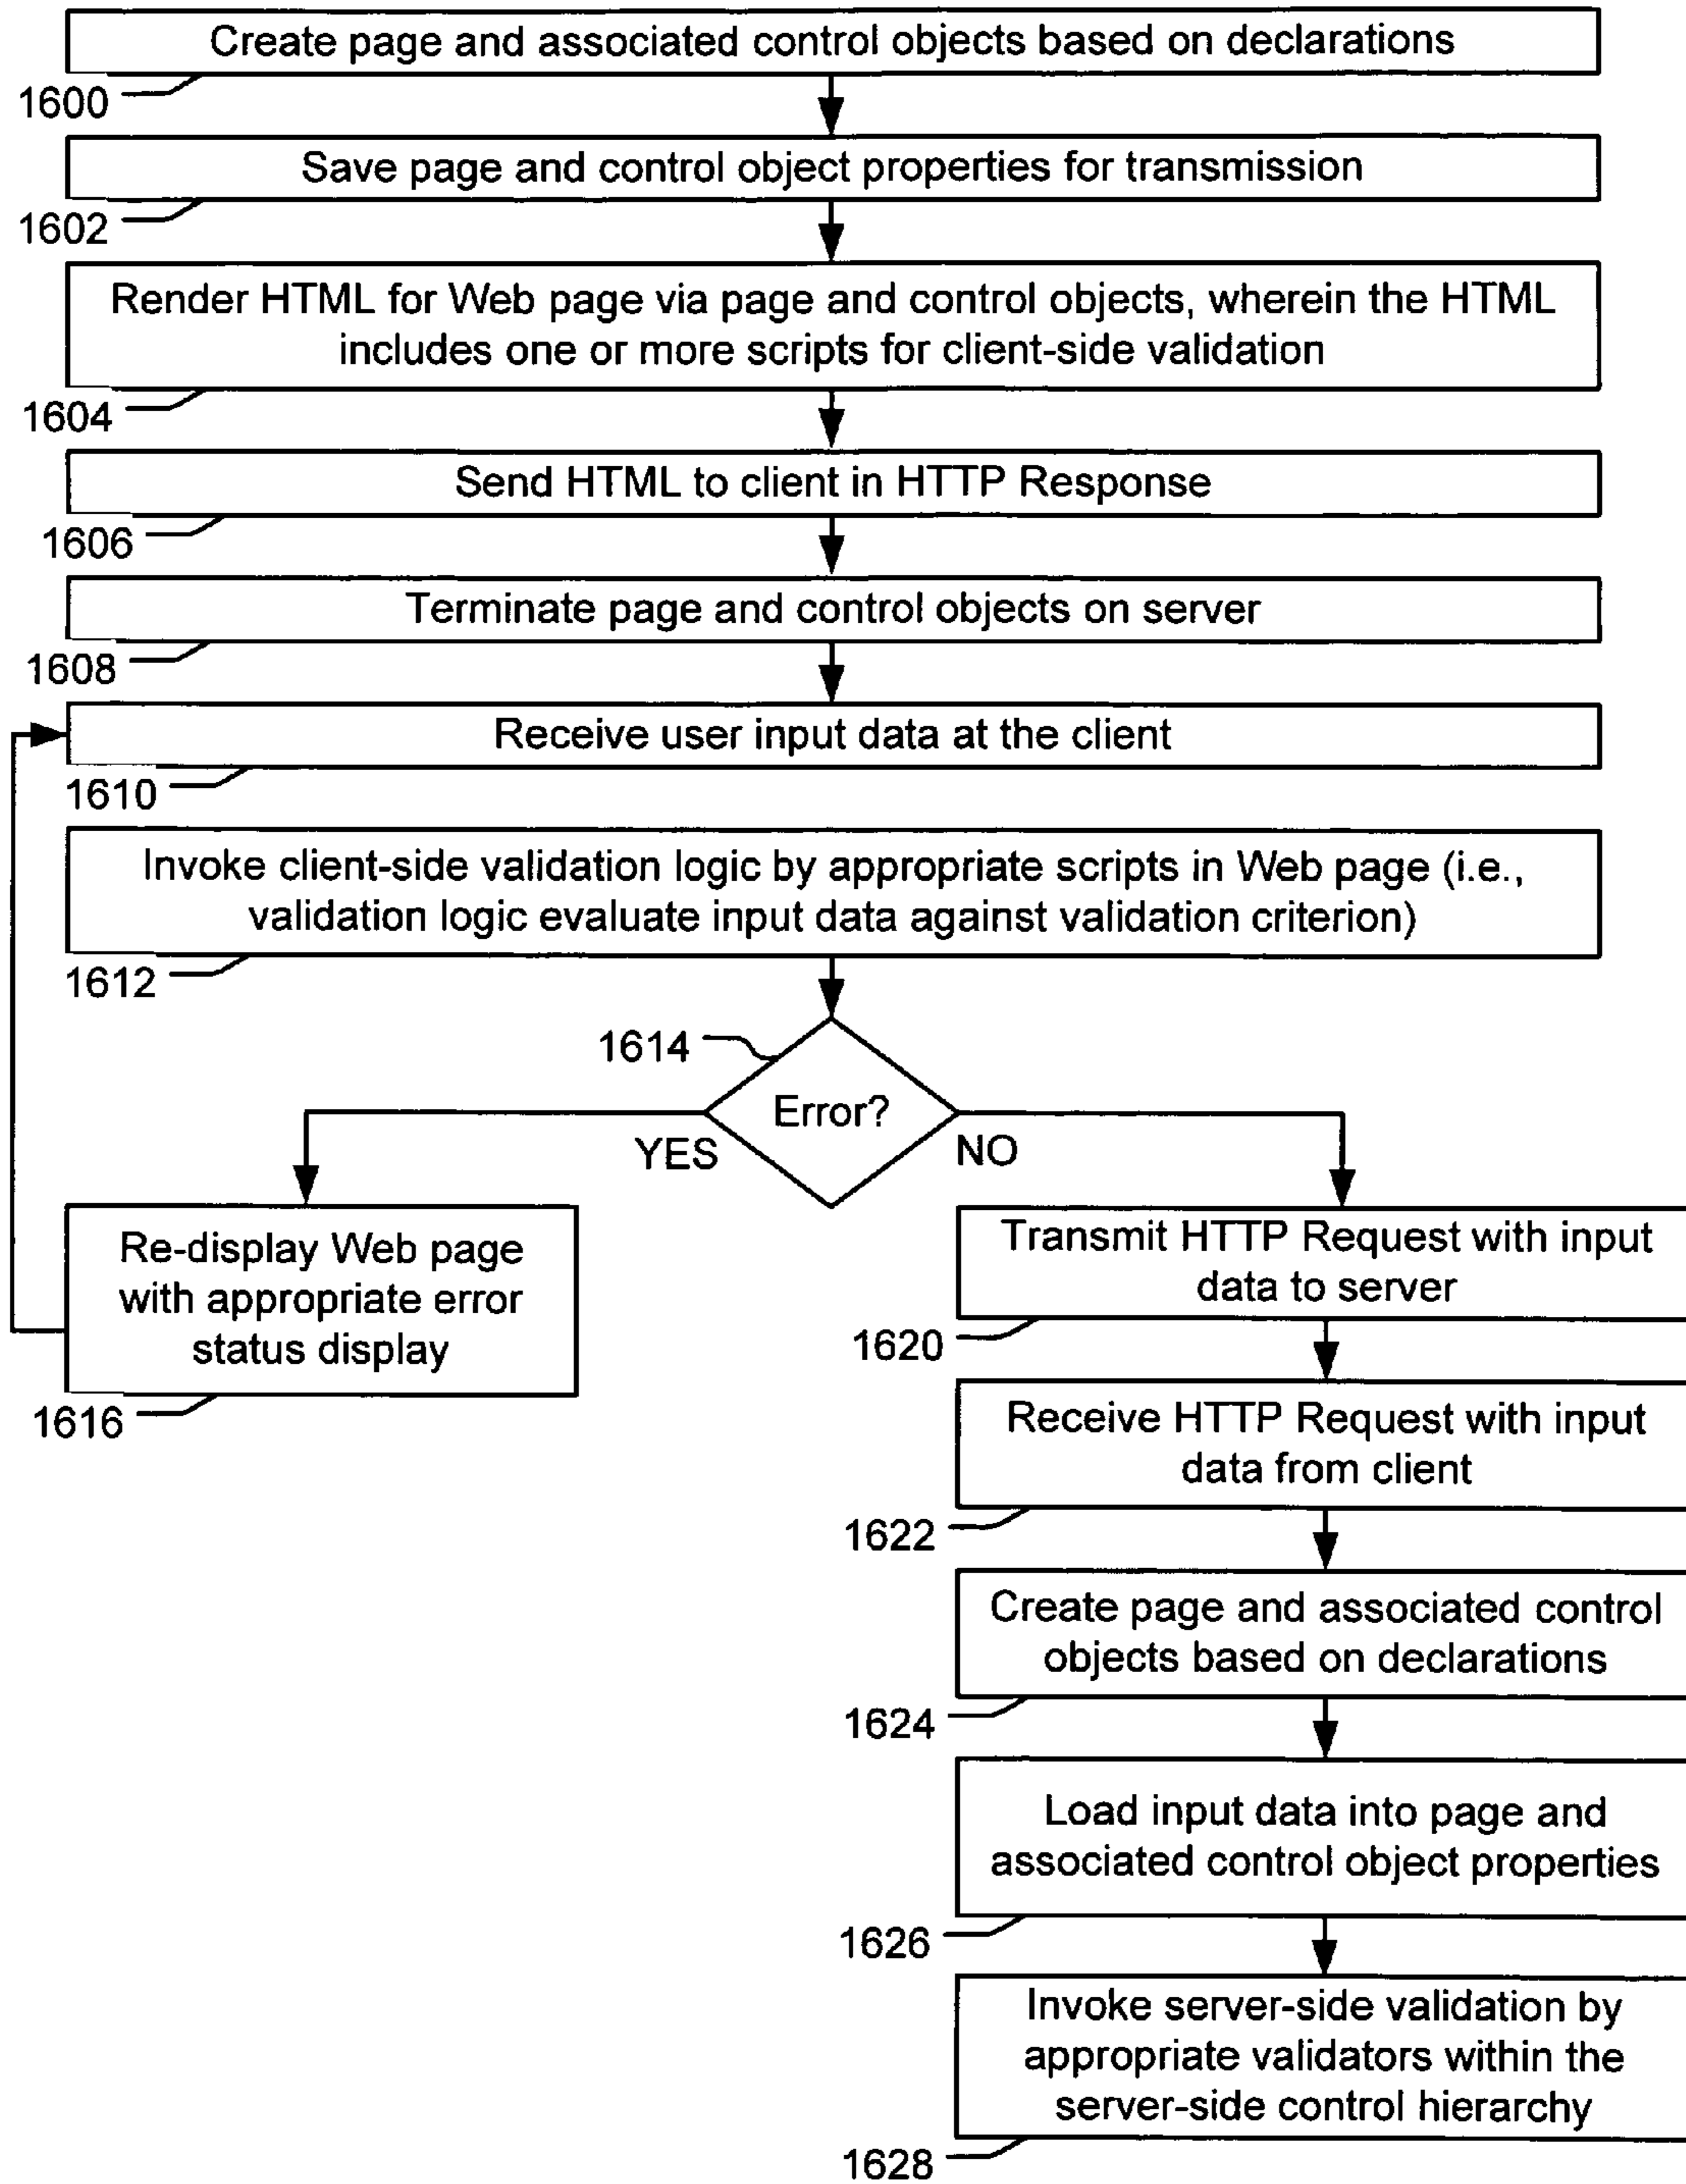 Create page and associated control objects based on declarations
1600
Save page and control object properties for transmission
1602
Render HTML for Web page via page and control objects, wherein the HTML
includes one or more scripts for client-side validation
1604
Send HTML to client in HTTP Response
1606
Terminate page and control objects on server
1608
Receive user input data at the client
1610
Invoke client-side validation logic by appropriate scripts in Web page (i.e.,
validation logic evaluate input data against validation criterion)
1612
1614
Error?
YES
NO
Re-display Web page
with appropriate error
status display
1616
Transmit HTTP Request with input
data to server
1620
Receive HTTP Request with input
data from client
1622
Create page and associated control
objects based on declarations
1624
Load input data into page and
associated control object properties
1626
Invoke server-side validation by
appropriate validators within the
server-side control hierarchy
1628